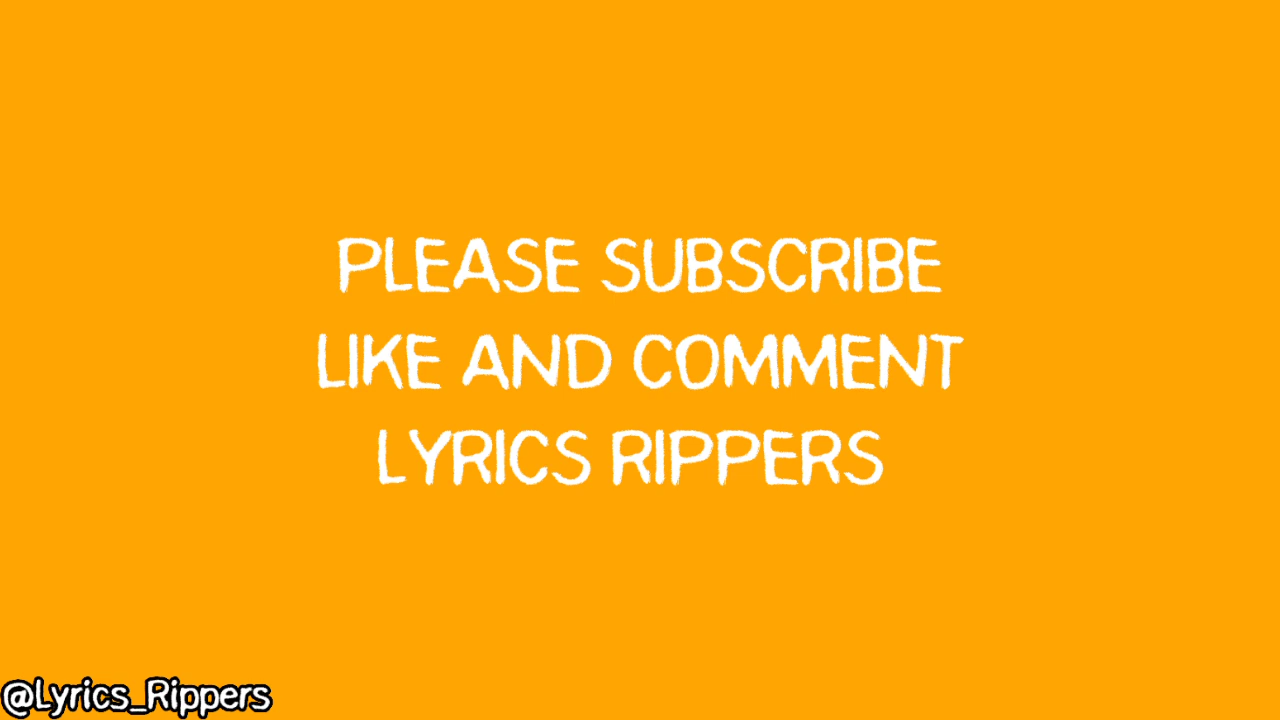 PLEASE SUBSCRIBE
LIKE AND COMMENT
LYRICS RIPPERS
@Lyrics_Rippers